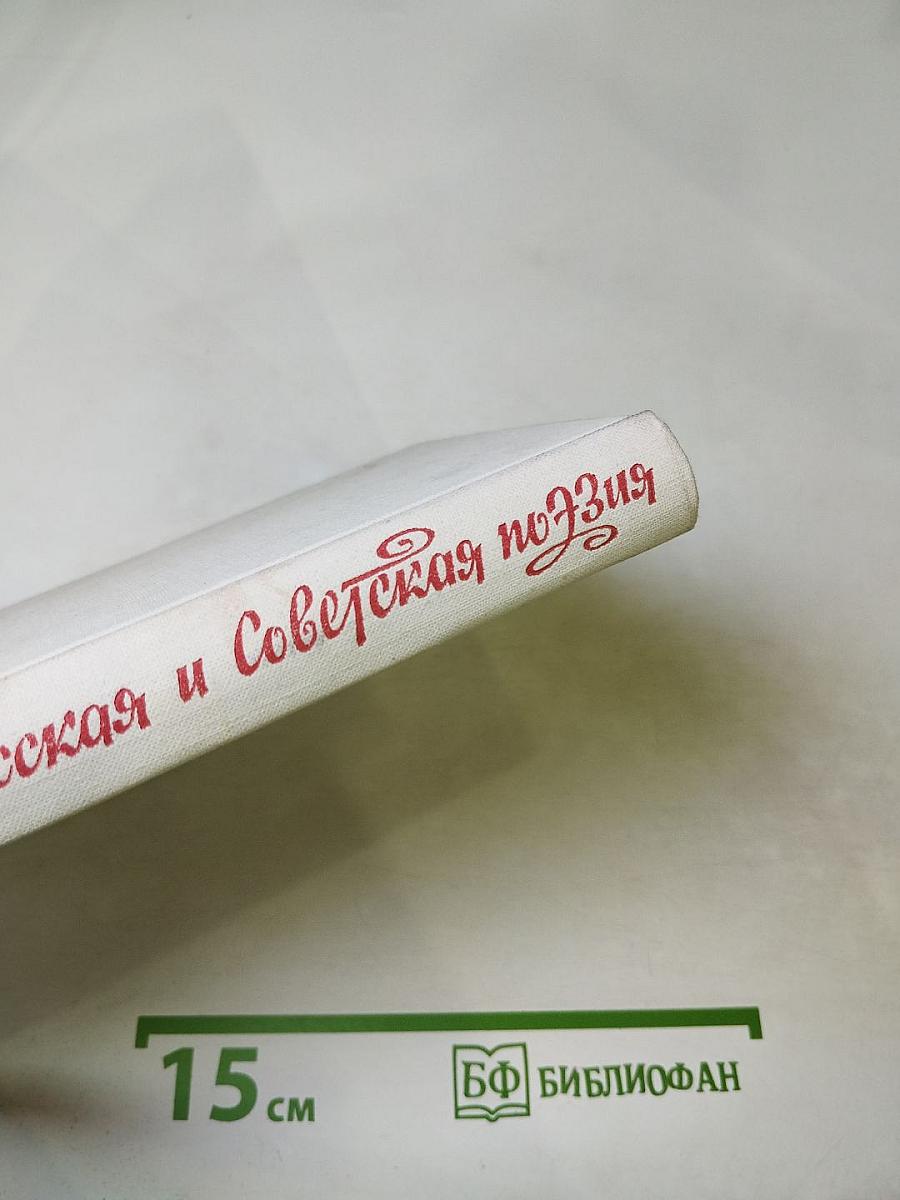 сская и Советская поэзия
15 см
БФ БИБЛИОФАН